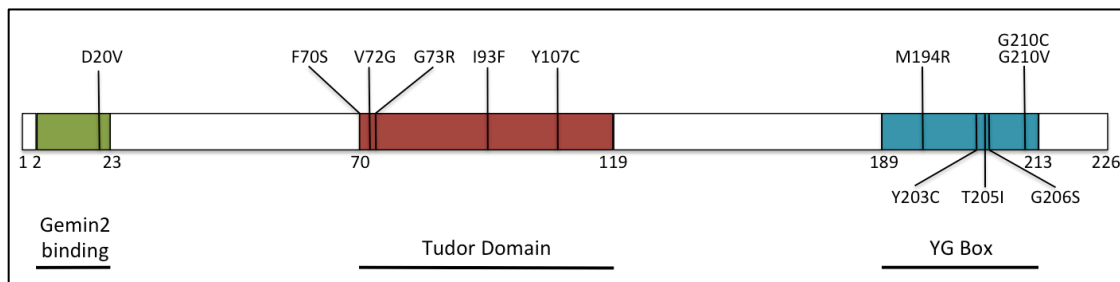 G210C
D20V F70S V72G G73R I93F Y107C M194R G210V
1 2 23 70 119 189 213 226
Y203C T205I G206S
Gemin2
binding Tudor Domain YG Box